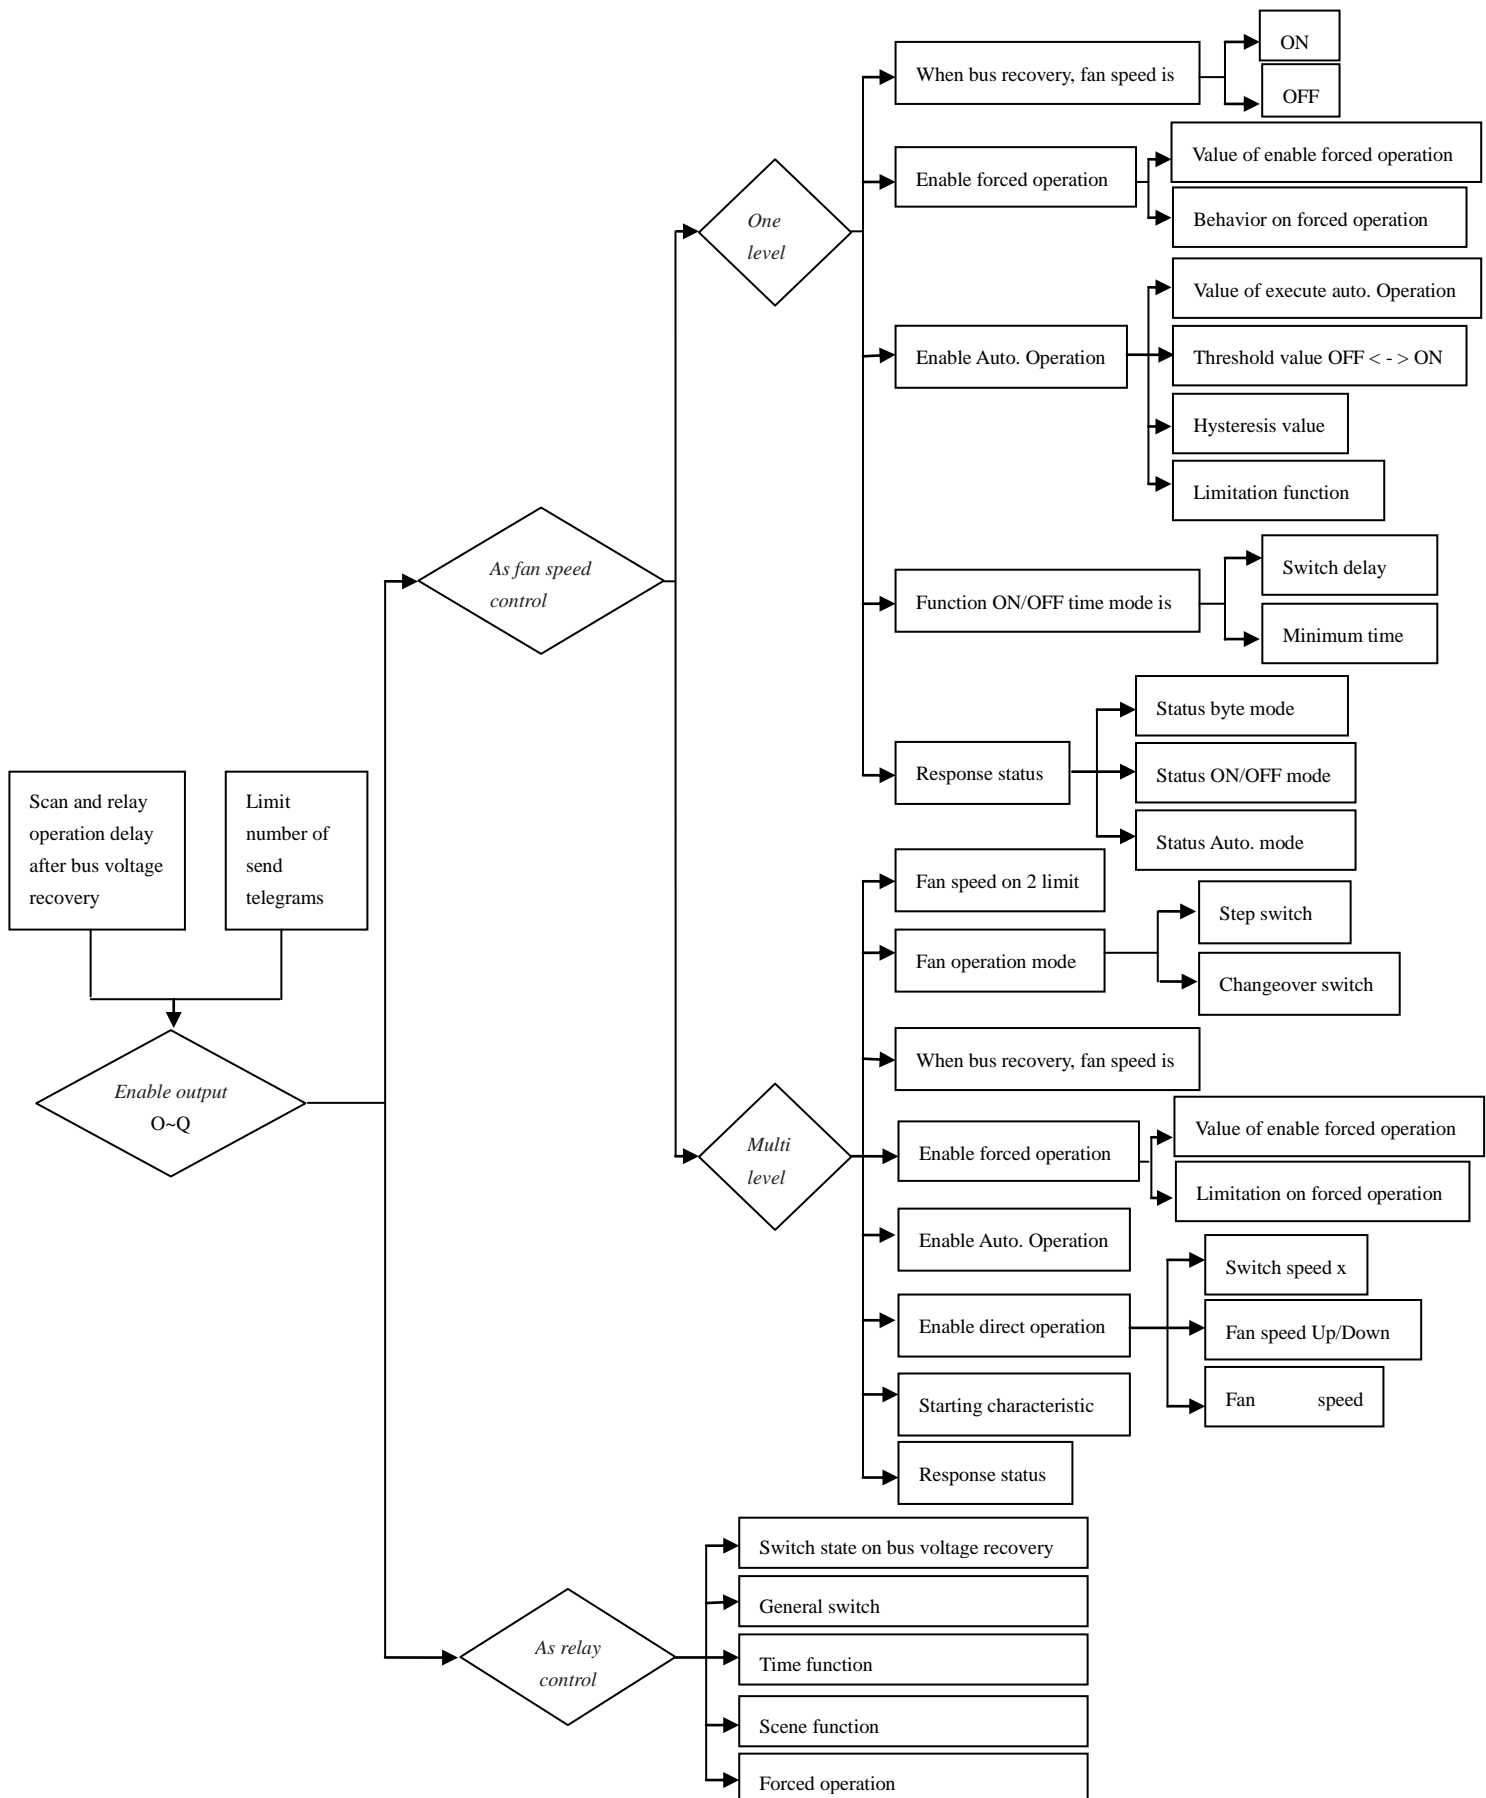 ON
When bus recovery, fan speed is
OFF
Value of enable forced operation
Enable forced operation
Behavior on forced operation
One
level
Value of execute auto. Operation
Enable Auto. Operation
Threshold value OFF < - > ON
Hysteresis value
Limitation function
As fan speed
control
Switch delay
Function ON/OFF time mode is
Minimum time
Status byte mode
Response status
Status ON/OFF mode
Status Auto. mode
Scan and relay
operation delay
after bus voltage
recovery
Limit
number of
send
telegrams
Fan speed on 2 limit
Step switch
Fan operation mode
Changeover switch
When bus recovery, fan speed is
Enable output
O~Q
Multi
level
Value of enable forced operation
Enable forced operation
Limitation on forced operation
Enable Auto. Operation
Switch speed x
Enable direct operation
Fan speed Up/Down
Fan speed
Starting characteristic
Response status
Switch state on bus voltage recovery
General switch
As relay
control
Time function
Scene function
Forced operation